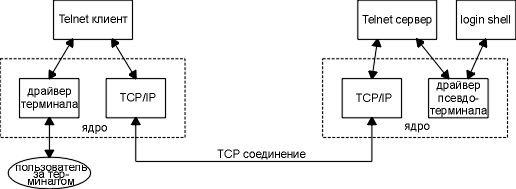 Telnet клиент
Telnet сервер
login shell
драйвер
терминала
TCP/IP
ядро
TCP/IP
драйвер
псевдо-
терминала
ядро
TCP соединение
пользователь
за тер-
миналом